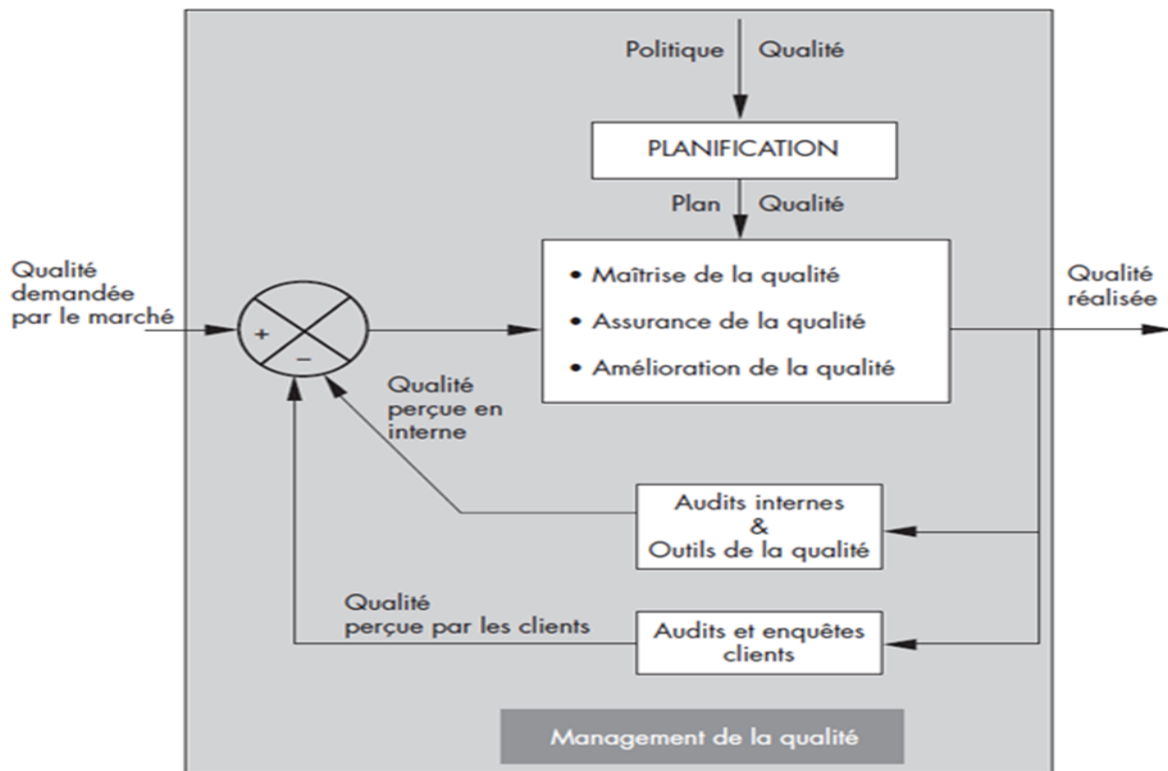 Politique Qualité
PLANIFICATION
Plan Qualité
Qualité
demandée
par le marché
+
–
• Maîtrise de la qualité
• Assurance de la qualité
• Amélioration de la qualité
Qualité
réalisée
Qualité
perçue en
interne
Audits internes
&
Outils de la qualité
Qualité
perçue par les clients
Audits et enquêtes
clients
Management de la qualité